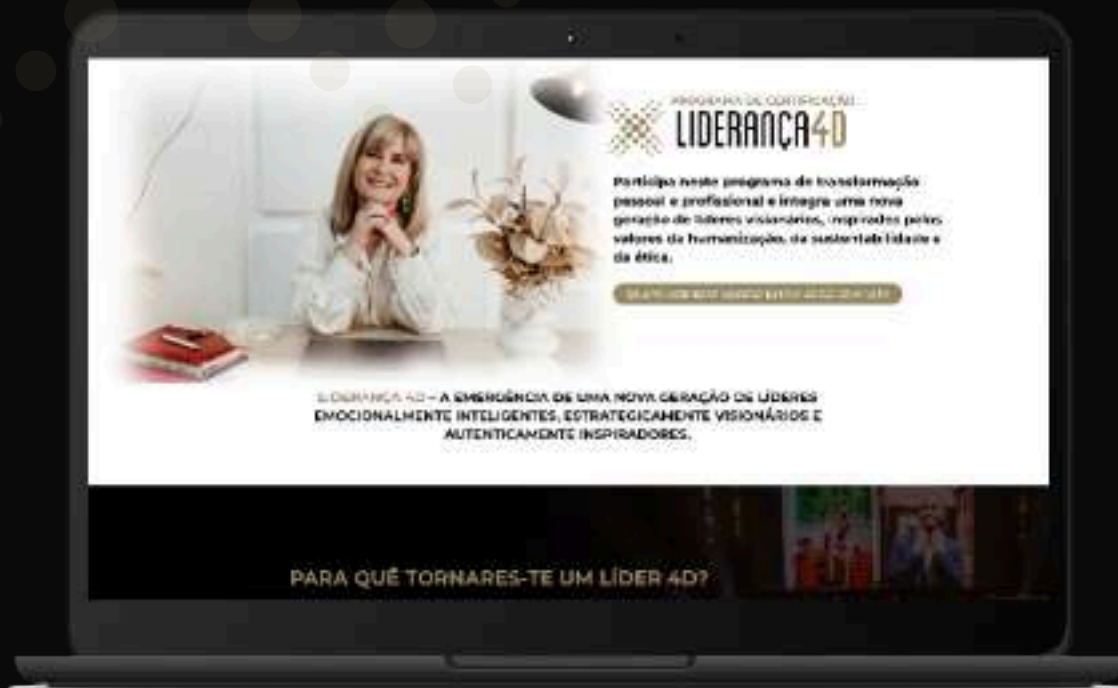 PROGRAMA DE CERTIFICAÇÃO
LIDERANÇA4D
Participa neste programa de transformação
pessoal e profissional e integra uma nova
geração de líderes visionários, inspirados pelos
valores da humanização, da sustentabilidade e
da ética.
LIDERANÇA 4D – A EMERGÊNCIA DE UMA NOVA GERAÇÃO DE LÍDERES
EMOCIONALMENTE INTELIGENTES, ESTRATEGICAMENTE VISIONÁRIOS E
AUTENTICAMENTE INSPIRADORES.
PARA QUÊ TORNARES-TE UM LÍDER 4D?